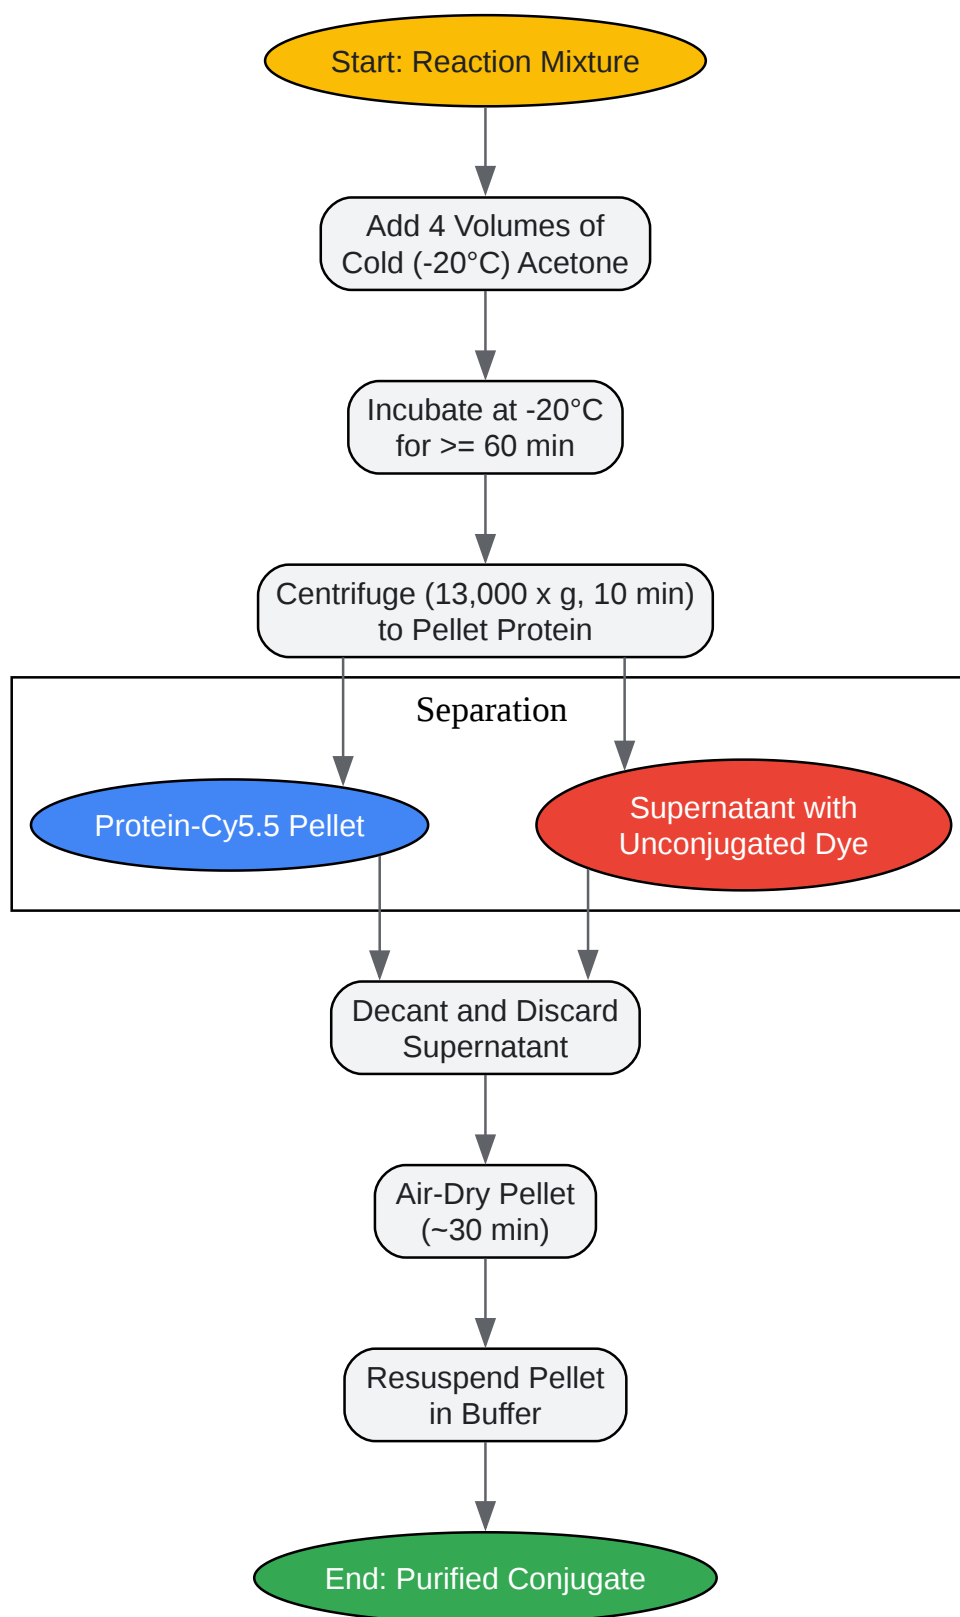 Start: Reaction Mixture
Add 4 Volumes of
Cold (-20°C) Acetone
Incubate at -20°C
for >= 60 min
Centrifuge (13,000 x g, 10 min)
to Pellet Protein
Separation
Protein-Cy5.5 Pellet
Supernatant with
Unconjugated Dye
Decant and Discard
Supernatant
Air-Dry Pellet
(~30 min)
Resuspend Pellet
in Buffer
End: Purified Conjugate